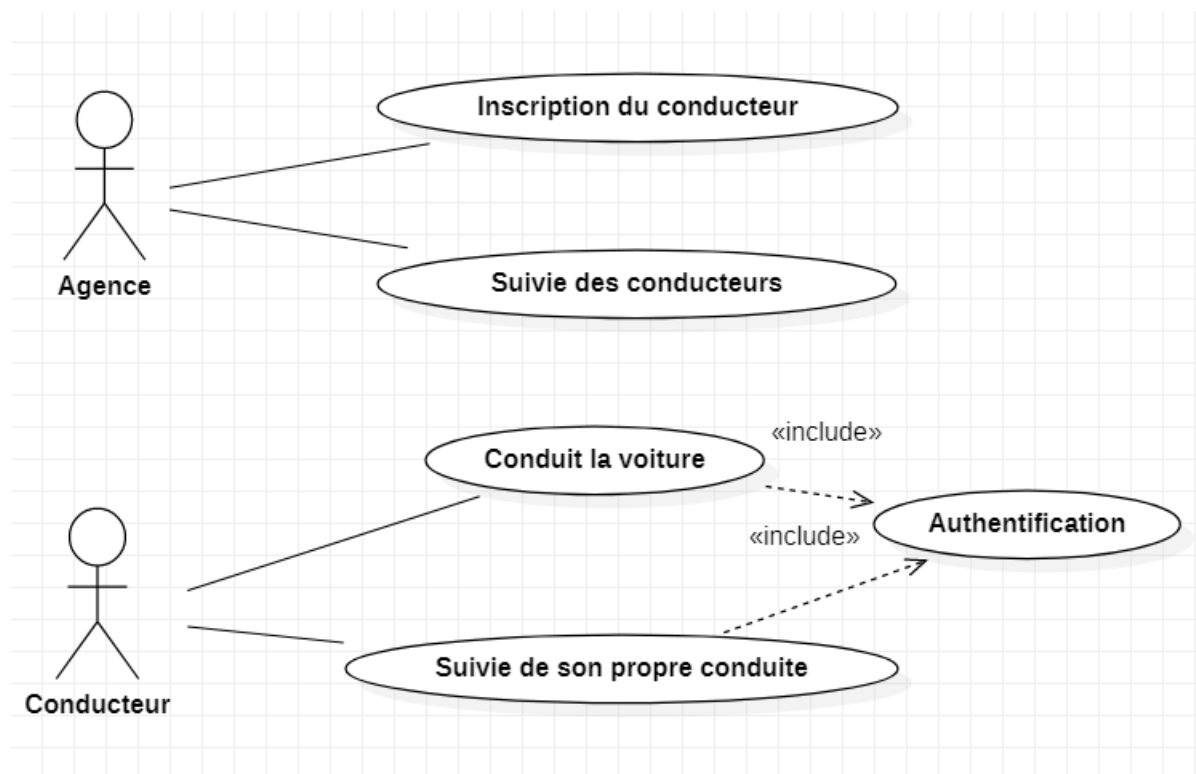 Inscription du conducteur
Agence
Suivie des conducteurs
Conduit la voiture
«include»
Authentification
«include»
Conducteur
Suivie de son propre conduite